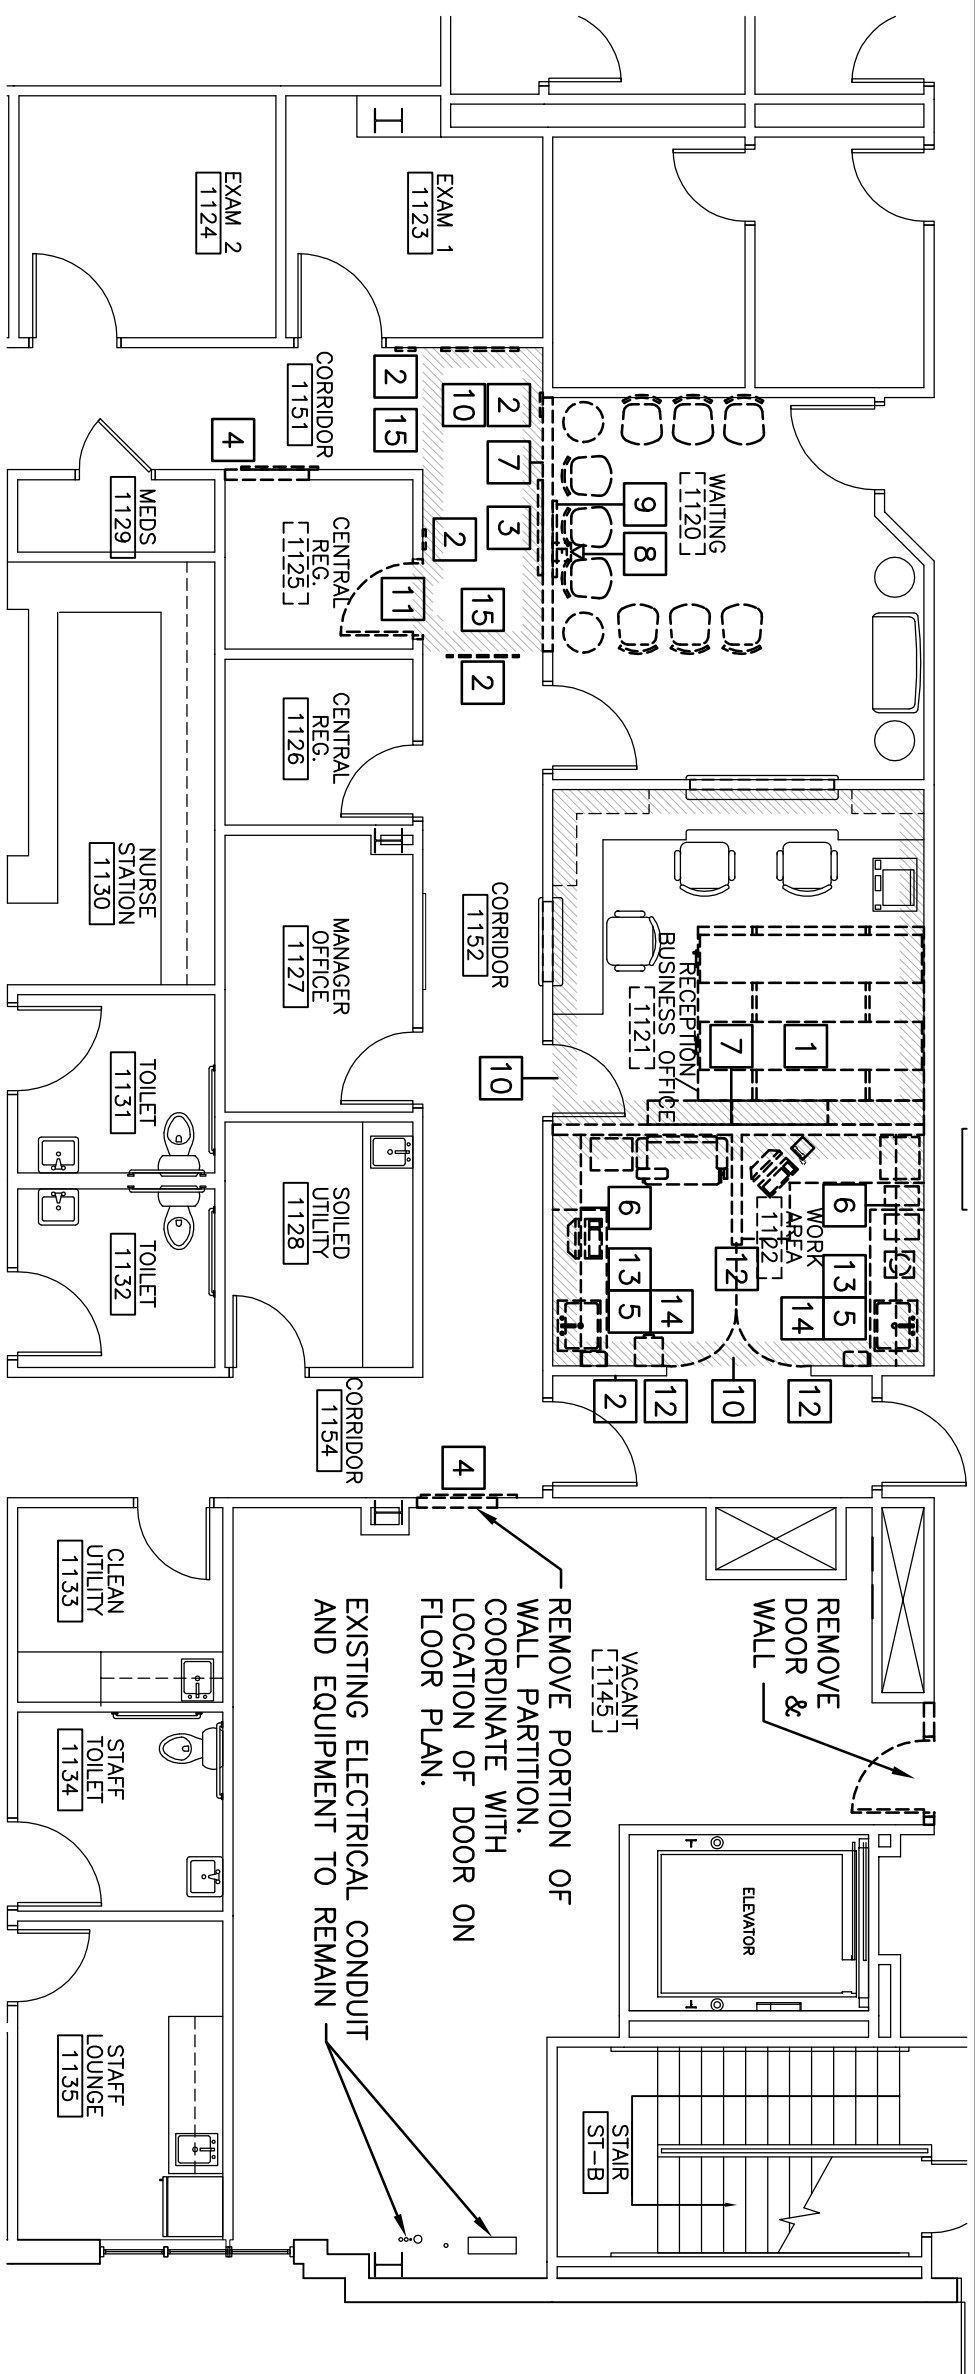 EXAM 2
1124
EXAM 1
1123
CORRIDOR
1151
2
15
10
2
7
3
9
8
WAITING
1120
4
2
11
15
2
MEDS
1129
CENTRAL
REG.
1125
CENTRAL
REG.
1126
NURSE
STATION
1130
MANAGER
OFFICE
1127
CORRIDOR
1152
RECEPTION/
BUSINESS OFFICE
1121
7
1
10
TOILET
1131
TOILET
1132
SOILED
UTILITY
1128
WORK
AREA
1122
6
6
12
13
5
14
13
5
14
2
12
10
12
CORRIDOR
1154
4
CLEAN
UTILITY
1133
STAFF
TOILET
1134
STAFF
LOUNGE
1135
VACANT
1145
REMOVE
DOOR &
WALL
REMOVE PORTION OF
WALL PARTITION.
COORDINATE WITH
LOCATION OF DOOR ON
FLOOR PLAN.
EXISTING ELECTRICAL CONDUIT
AND EQUIPMENT TO REMAIN
ELEVATOR
STAIR
ST-B